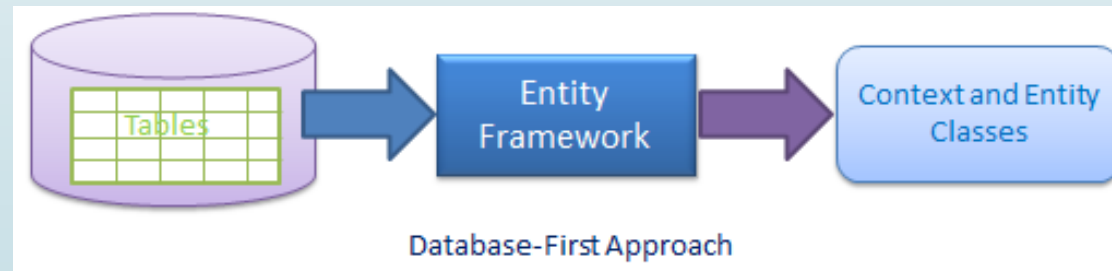 Tables
Entity
Framework
Context and Entity
Classes
Database-First Approach